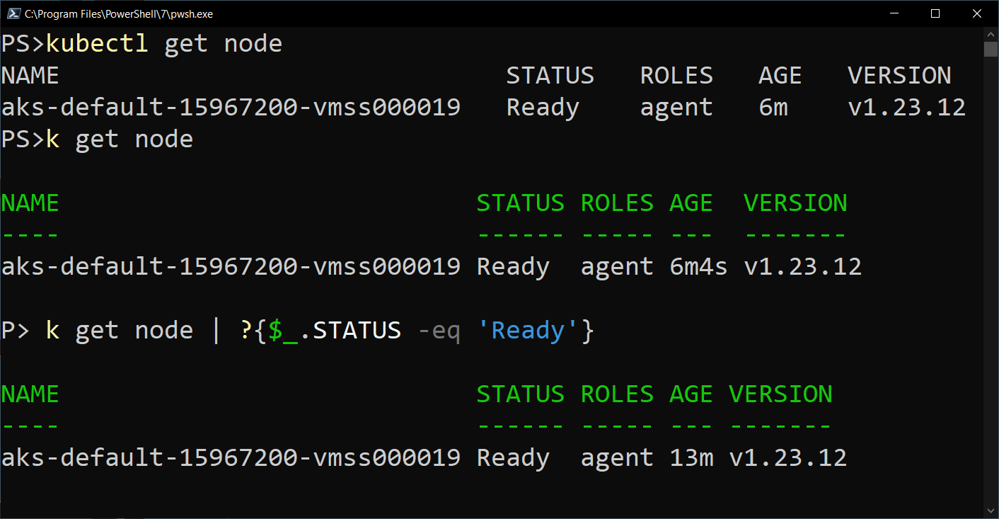 C:\Program Files\PowerShell\7\pwsh.exe
PS>kubectl get node
NAME                              STATUS   ROLES   AGE   VERSION
aks-default-15967200-vmss000019   Ready    agent   6m    v1.23.12
PS>k get node
NAME                            STATUS ROLES AGE  VERSION
----                            ------ ----- ---  -------
aks-default-15967200-vmss000019 Ready  agent 6m4s v1.23.12
P> k get node | ?{$_.STATUS -eq 'Ready'}
NAME                            STATUS ROLES AGE VERSION
----                            ------ ----- --- -------
aks-default-15967200-vmss000019 Ready  agent 13m v1.23.12